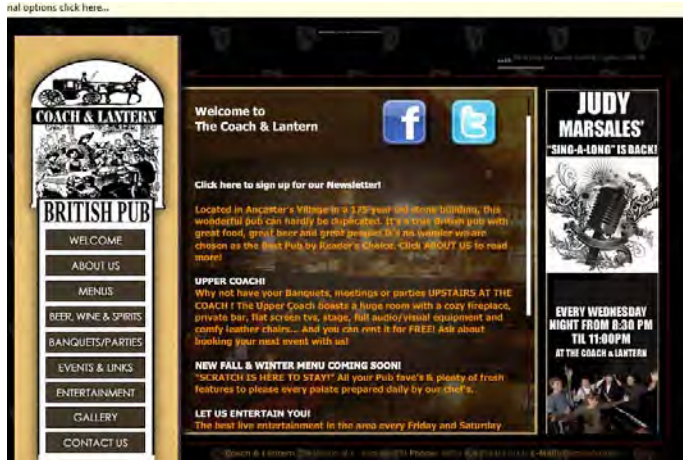 nal options click here...
COACH & LANTERN
BRITISH PUB
WELCOME
ABOUT US
MENUS
BEER, WINE & SPIRITS
BANQUETS/PARTIES
EVENTS & LINKS
ENTERTAINMENT
GALLERY
CONTACT US
Welcome to
The Coach & Lantern
Click here to sign up for our Newsletter!
Located in Ancaster's Village in a 175 year old stone building, this
wonderful pub can hardly be duplicated. It's a true British pub with
great food, great beer and great people! It's no wonder we are
chosen as the Best Pub by Reader's Choice. Click ABOUT US to read
more!
UPPER COACH!
Why not have your Banquets, meetings or parties UPSTAIRS AT THE
COACH ! The Upper Coach boasts a huge room with a cozy fireplace,
private bar, flat screen tvs, stage, full audio/visual equipment and
comfy leather chairs... And you can rent it for FREE! Ask about
booking your next event with us!
NEW FALL & WINTER MENU COMING SOON!
"SCRATCH IS HERE TO STAY!" All your Pub fave's & plenty of fresh
features to please every palate prepared daily by our chef's.
LET US ENTERTAIN YOU!
The best live entertainment in the area every Friday and Saturday
JUDY
MARSALES'
"SING-A-LONG" IS BACK!
EVERY WEDNESDAY
NIGHT FROM 8:30 PM
TIL 11:00PM
AT THE COACH & LANTERN
Coach & Lantern